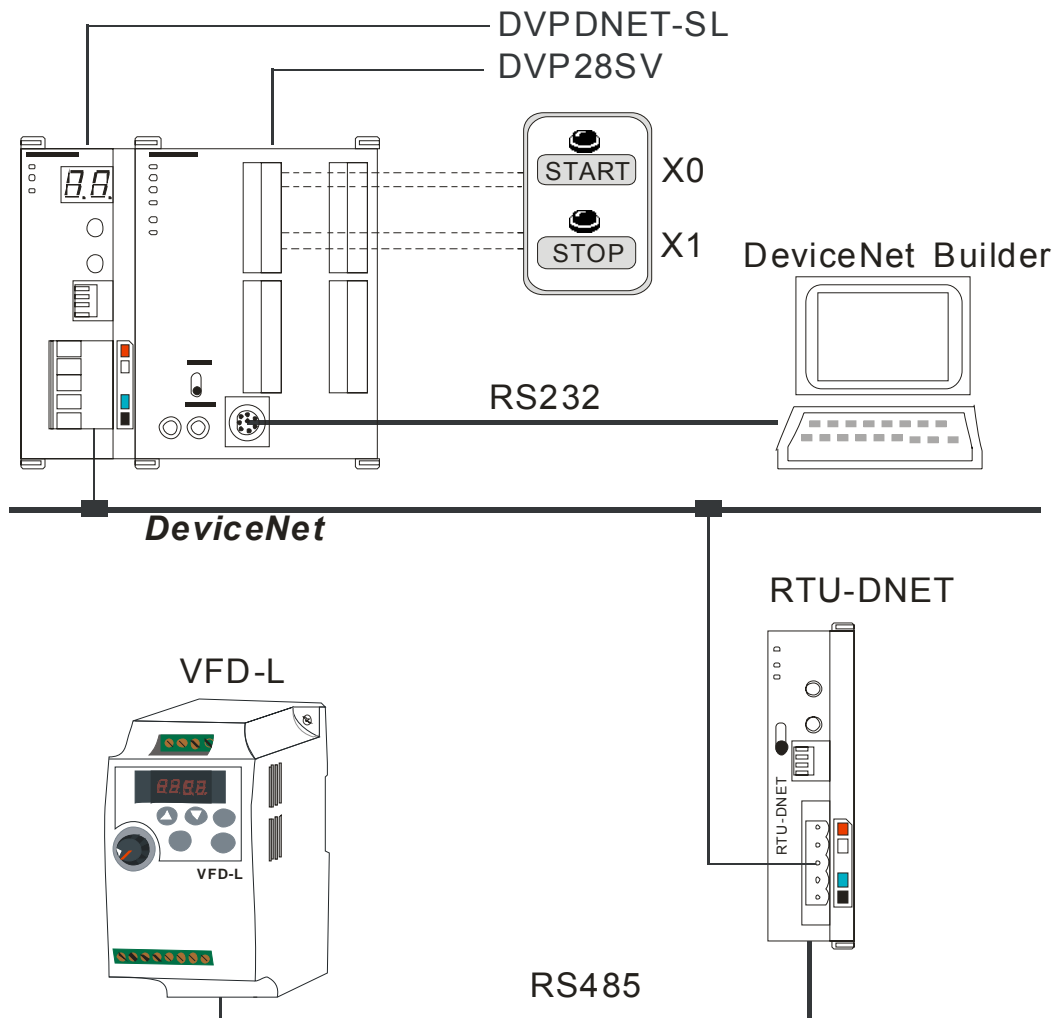 DVPDNET-SL
DVP28SV
START X0
STOP X1
DeviceNet Builder
RS232
DeviceNet
RTU-DNET
VFD-L
RTU-DNET
VFD-L
RS485